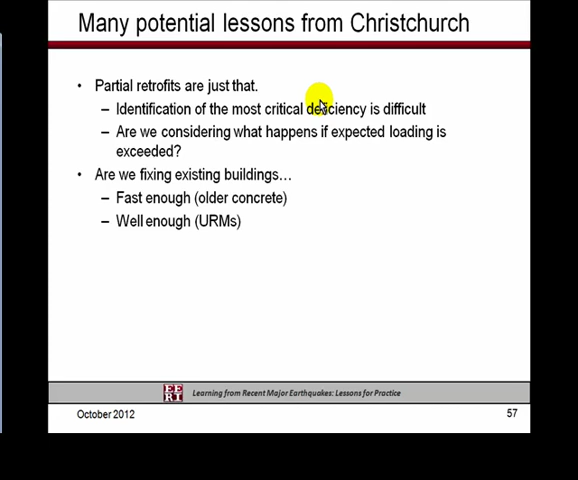 Many potential lessons from Christchurch
• Partial retrofits are just that.
– Identification of the most critical deficiency is difficult
– Are we considering what happens if expected loading is
exceeded?
• Are we fixing existing buildings…
– Fast enough (older concrete)
– Well enough (URMs)
EE
RI
Learning from Recent Major Earthquakes: Lessons for Practice
October 2012
57